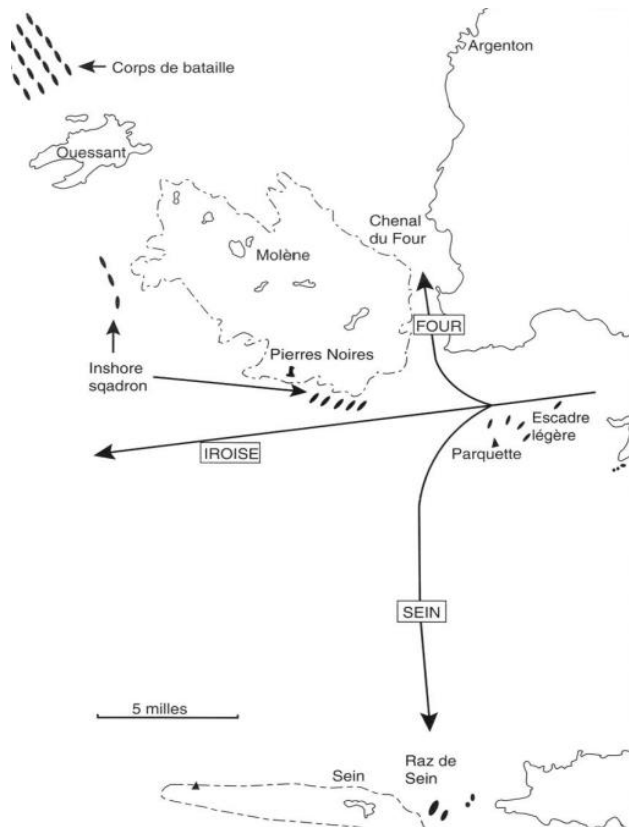 Argenton
Corps de bataille
Ouessant
Chenal
du Four
Molène
FOUR
Pierres Noires
Inshore
sqadron
Escadre
légère
IROISE
Parquette
SEIN
5 milles
Raz de
Sein
Sein